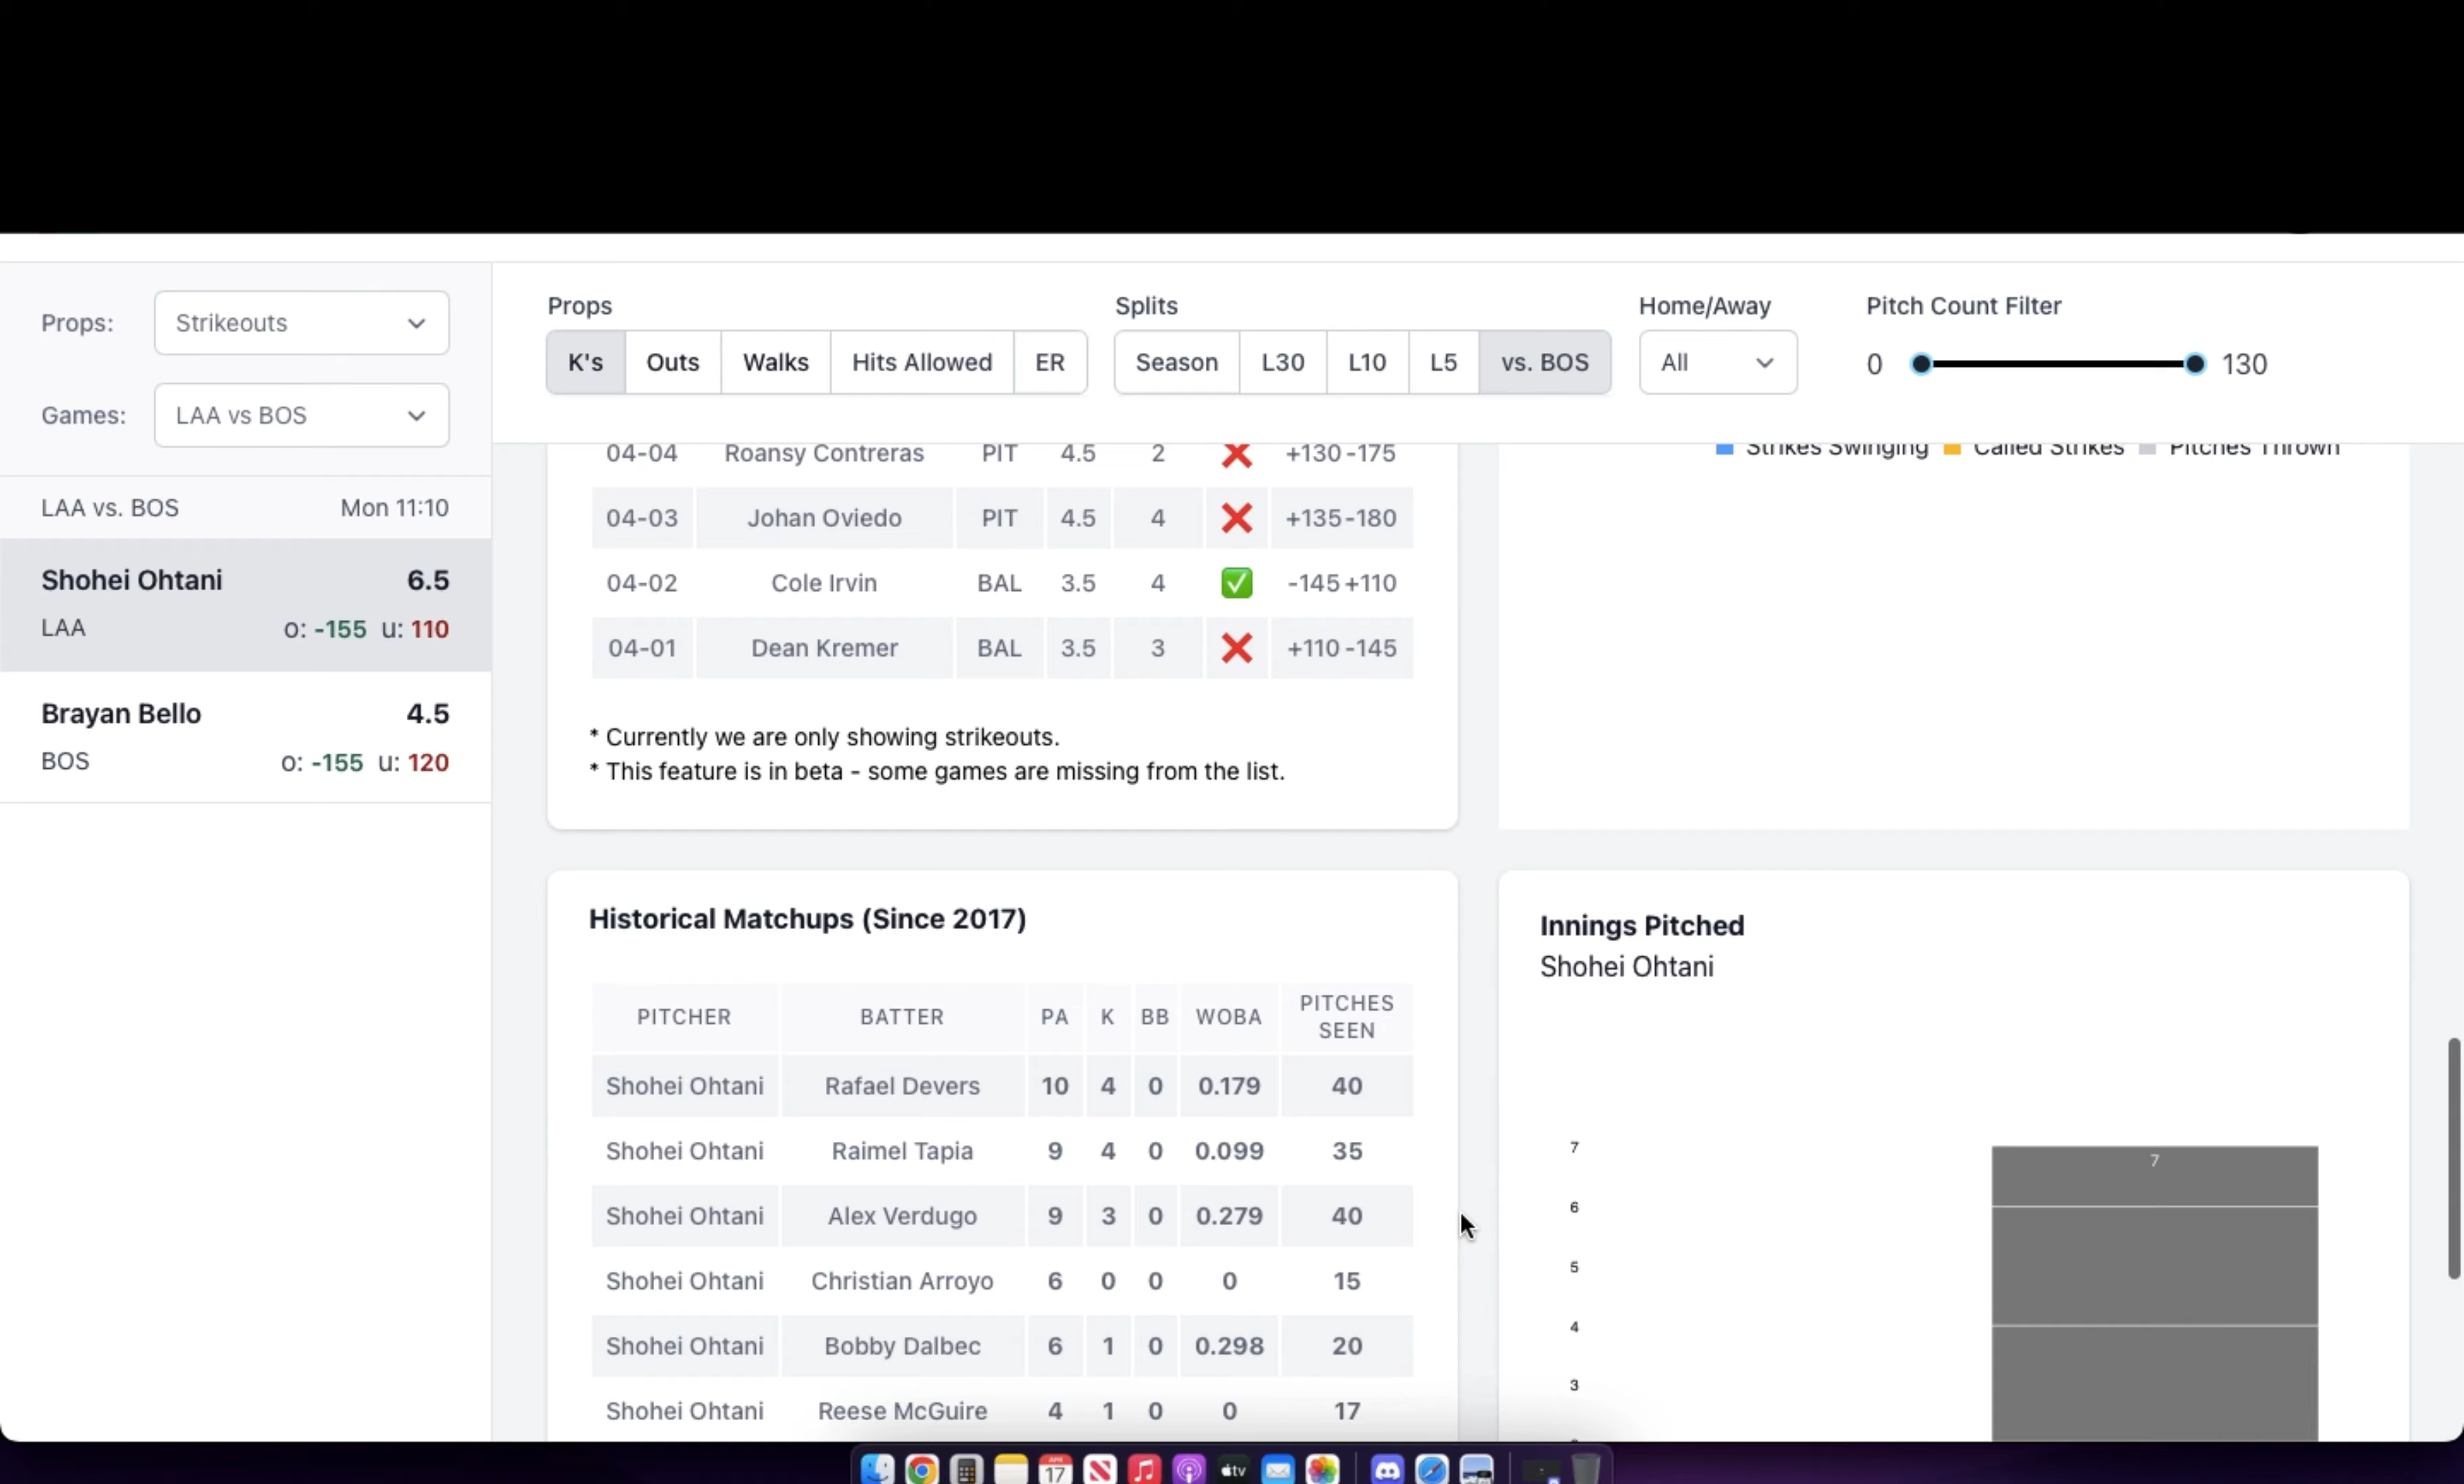 Props: Strikeouts
Games: LAA vs BOS
LAA vs. BOS Mon 11:10
Shohei Ohtani 6.5
LAA o: -155 u: 110
Brayan Bello 4.5
BOS o: -155 u: 120
Props Splits Home/Away Pitch Count Filter
K's Outs Walks Hits Allowed ER Season L30 L10 L5 vs. BOS All 0 130
04-04 Roansy Contreras PIT 4.5 2 ❌ +130 -175
04-03 Johan Oviedo PIT 4.5 4 ❌ +135 -180
04-02 Cole Irvin BAL 3.5 4 ✅ -145 +110
04-01 Dean Kremer BAL 3.5 3 ❌ +110 -145
* Currently we are only showing strikeouts.
* This feature is in beta - some games are missing from the list.
Strikes Swinging Called Strikes Pitches Thrown
Historical Matchups (Since 2017)
PITCHER BATTER PA K BB WOBA PITCHES SEEN
Shohei Ohtani Rafael Devers 10 4 0 0.179 40
Shohei Ohtani Raimel Tapia 9 4 0 0.099 35
Shohei Ohtani Alex Verdugo 9 3 0 0.279 40
Shohei Ohtani Christian Arroyo 6 0 0 0 15
Shohei Ohtani Bobby Dalbec 6 1 0 0.298 20
Shohei Ohtani Reese McGuire 4 1 0 0 17
Innings Pitched
Shohei Ohtani
7
7
6
5
4
3
17
tv